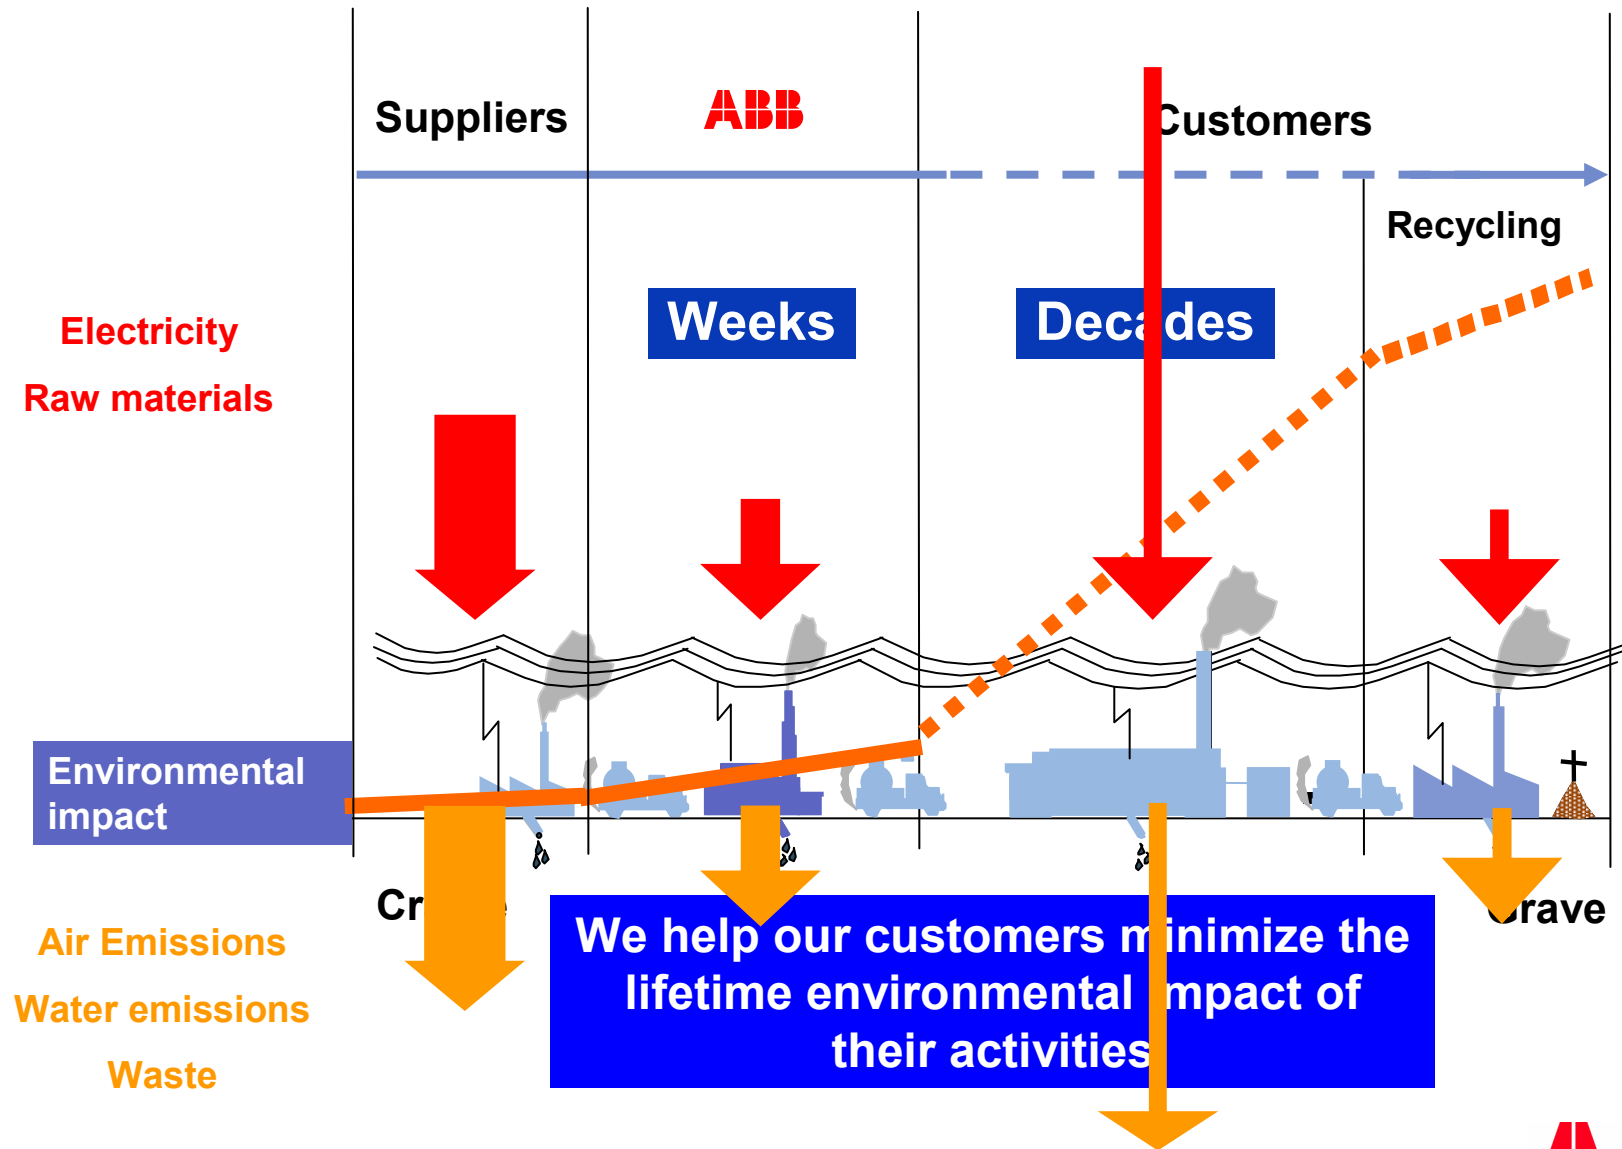 Suppliers
ABB
Customers
Recycling
Weeks
Decades
Electricity
Raw materials
Environmental
impact
Grave
Air Emissions
Water emissions
Waste
We help our customers minimize the
lifetime environmental impact of
their activities